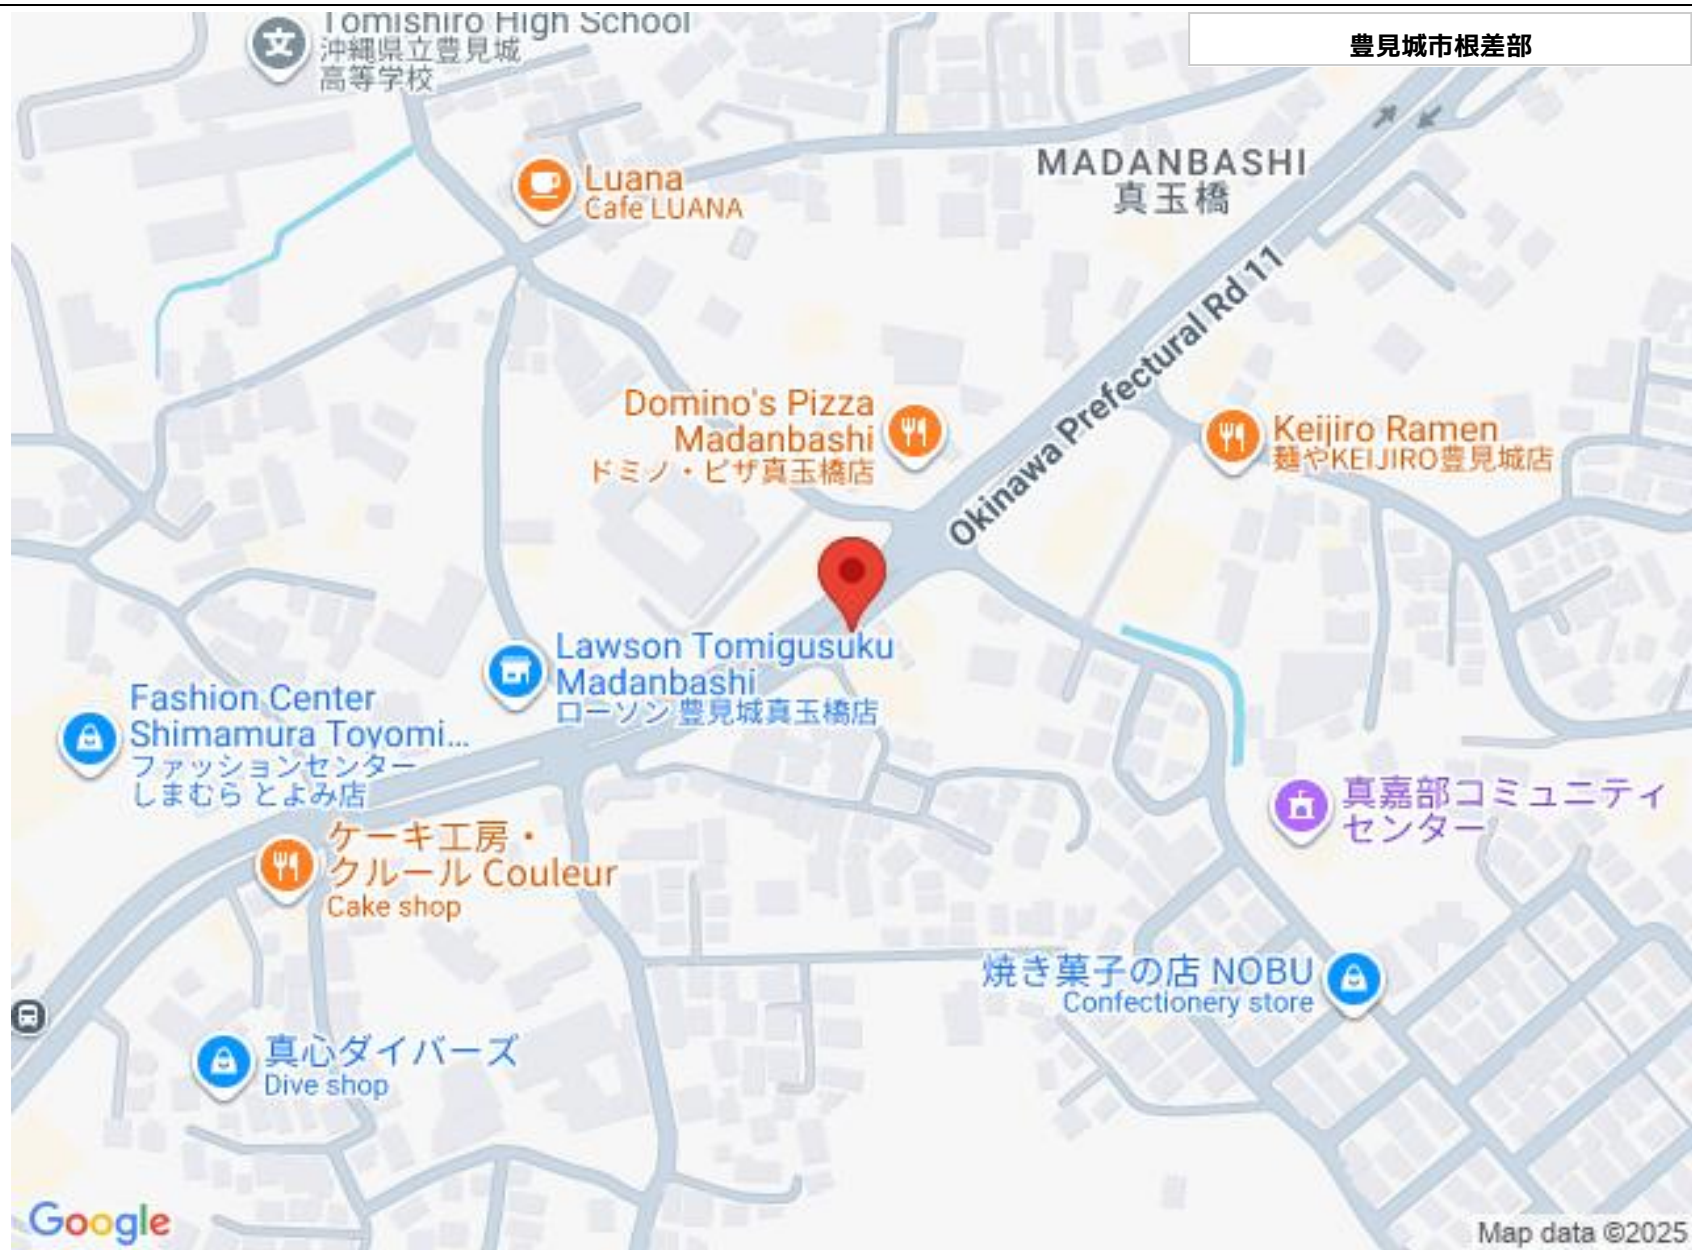 Tomishiro High School
沖縄県立豊見城
高等学校
豊見城市根差部
Luana
Cafe LUANA
MADANBASHI
真玉橋
Okinawa Prefectural Rd 11
Domino's Pizza
Madanbashi
ドミノ・ピザ真玉橋店
Keijiro Ramen
麺やKEIJIRO豊見城店
Lawson Tomigusuku
Madanbashi
ローソン 豊見城真玉橋店
Fashion Center
Shimamura Toyomi...
ファッションセンター
しまむら とよみ店
ケーキ工房・
クルール Couleur
Cake shop
真嘉部コミュニティ
センター
焼き菓子の店 NOBU
Confectionery store
真心ダイバーズ
Dive shop
Google
Map data ©2025